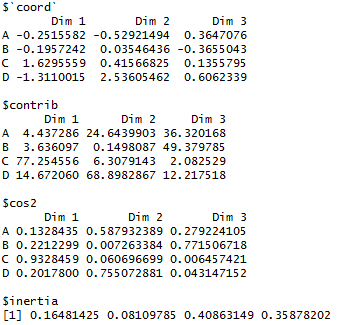 $`coord`
Dim 1 Dim 2 Dim 3
A -0.2515582 -0.52921494 0.3647076
B -0.1957242 0.03546436 -0.3655043
C 1.6295559 0.41566825 0.1355795
D -1.3110015 2.53605462 0.6062339
$contrib
Dim 1 Dim 2 Dim 3
A 4.437286 24.6439903 36.320168
B 3.636097 0.1498087 49.379785
C 77.254556 6.3079143 2.082529
D 14.672060 68.8982867 12.217518
$cos2
Dim 1 Dim 2 Dim 3
A 0.1328435 0.587932389 0.279224105
B 0.2212299 0.007263384 0.771506718
C 0.9328459 0.060696699 0.006457421
D 0.2017800 0.755072881 0.043147152
$inertia
[1] 0.16481425 0.08109785 0.40863149 0.35878202